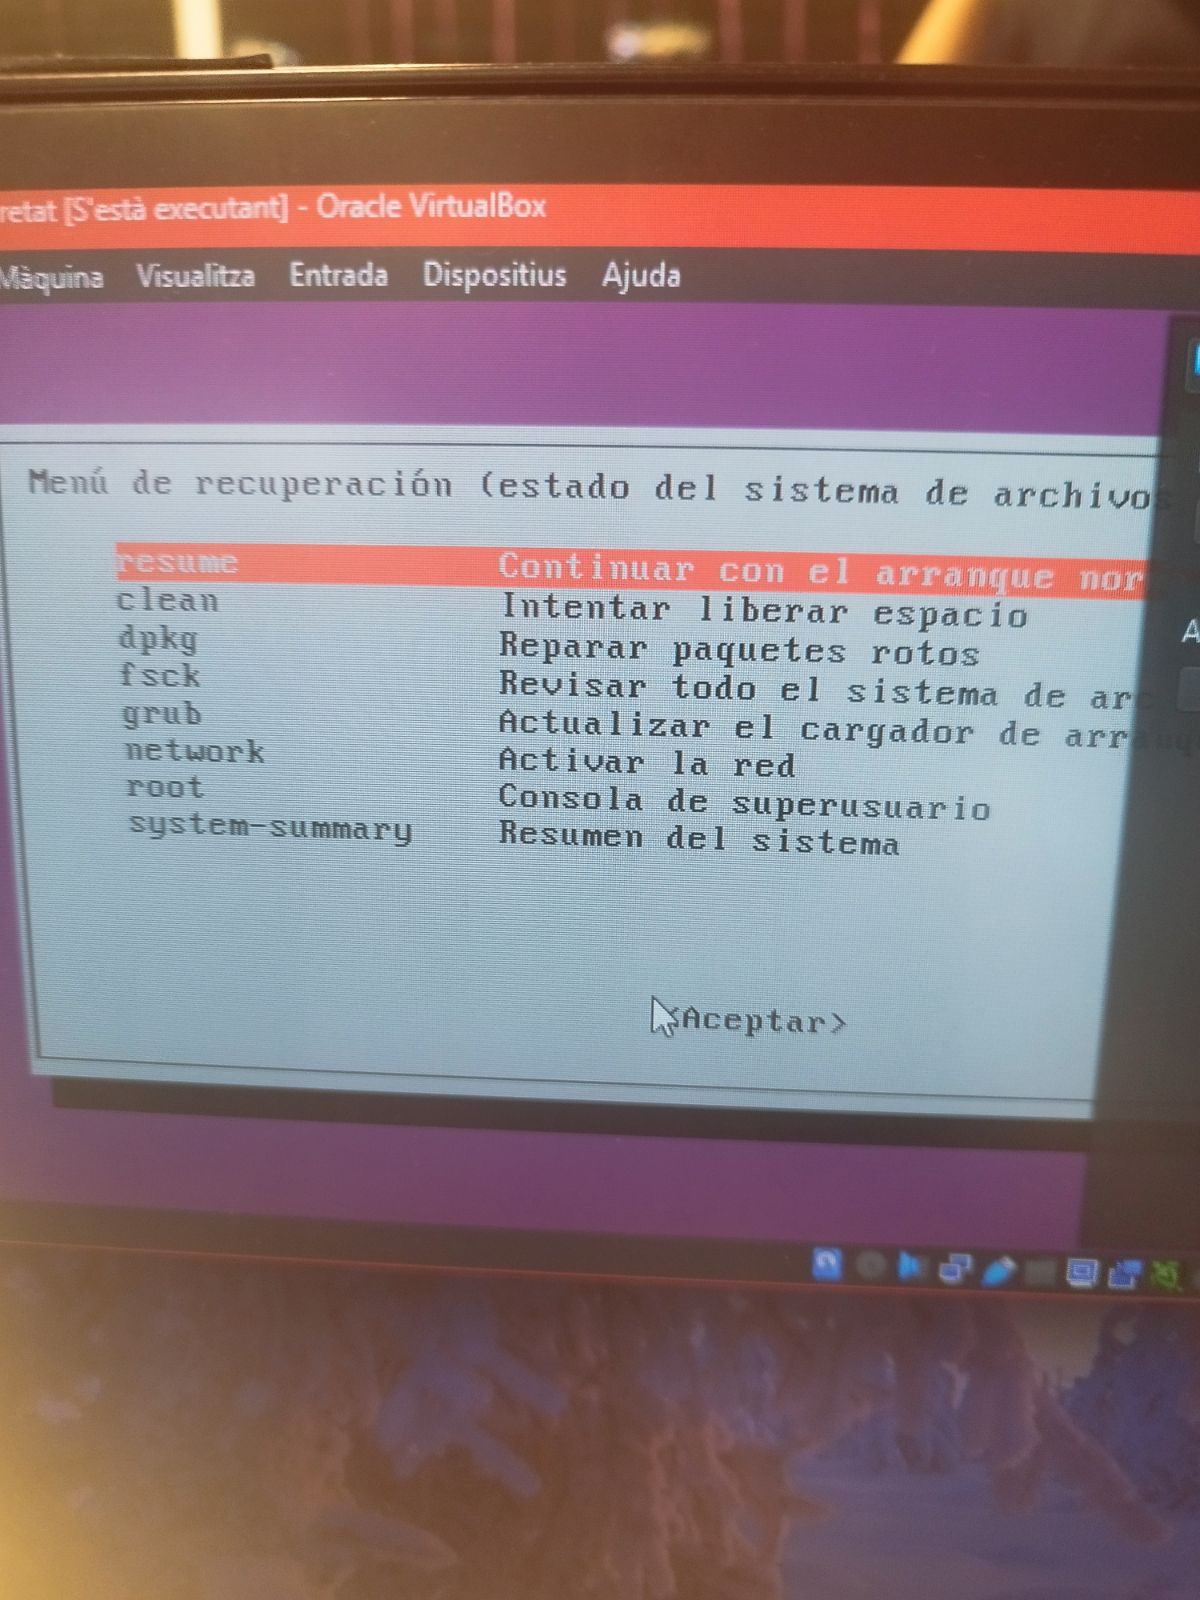 retat [S'està executant] - Oracle VirtualBox
Màquina Visualitza Entrada Dispositius Ajuda
Menú de recuperación (estado del sistema de archivos
resume Continuar con el arranque nor
clean Intentar liberar espacio
dpkg Reparar paquetes rotos
fsck Revisar todo el sistema de arc
grub Actualizar el cargador de arranq
network Activar la red
root Consola de superusuario
system-summary Resumen del sistema
<Aceptar>
A